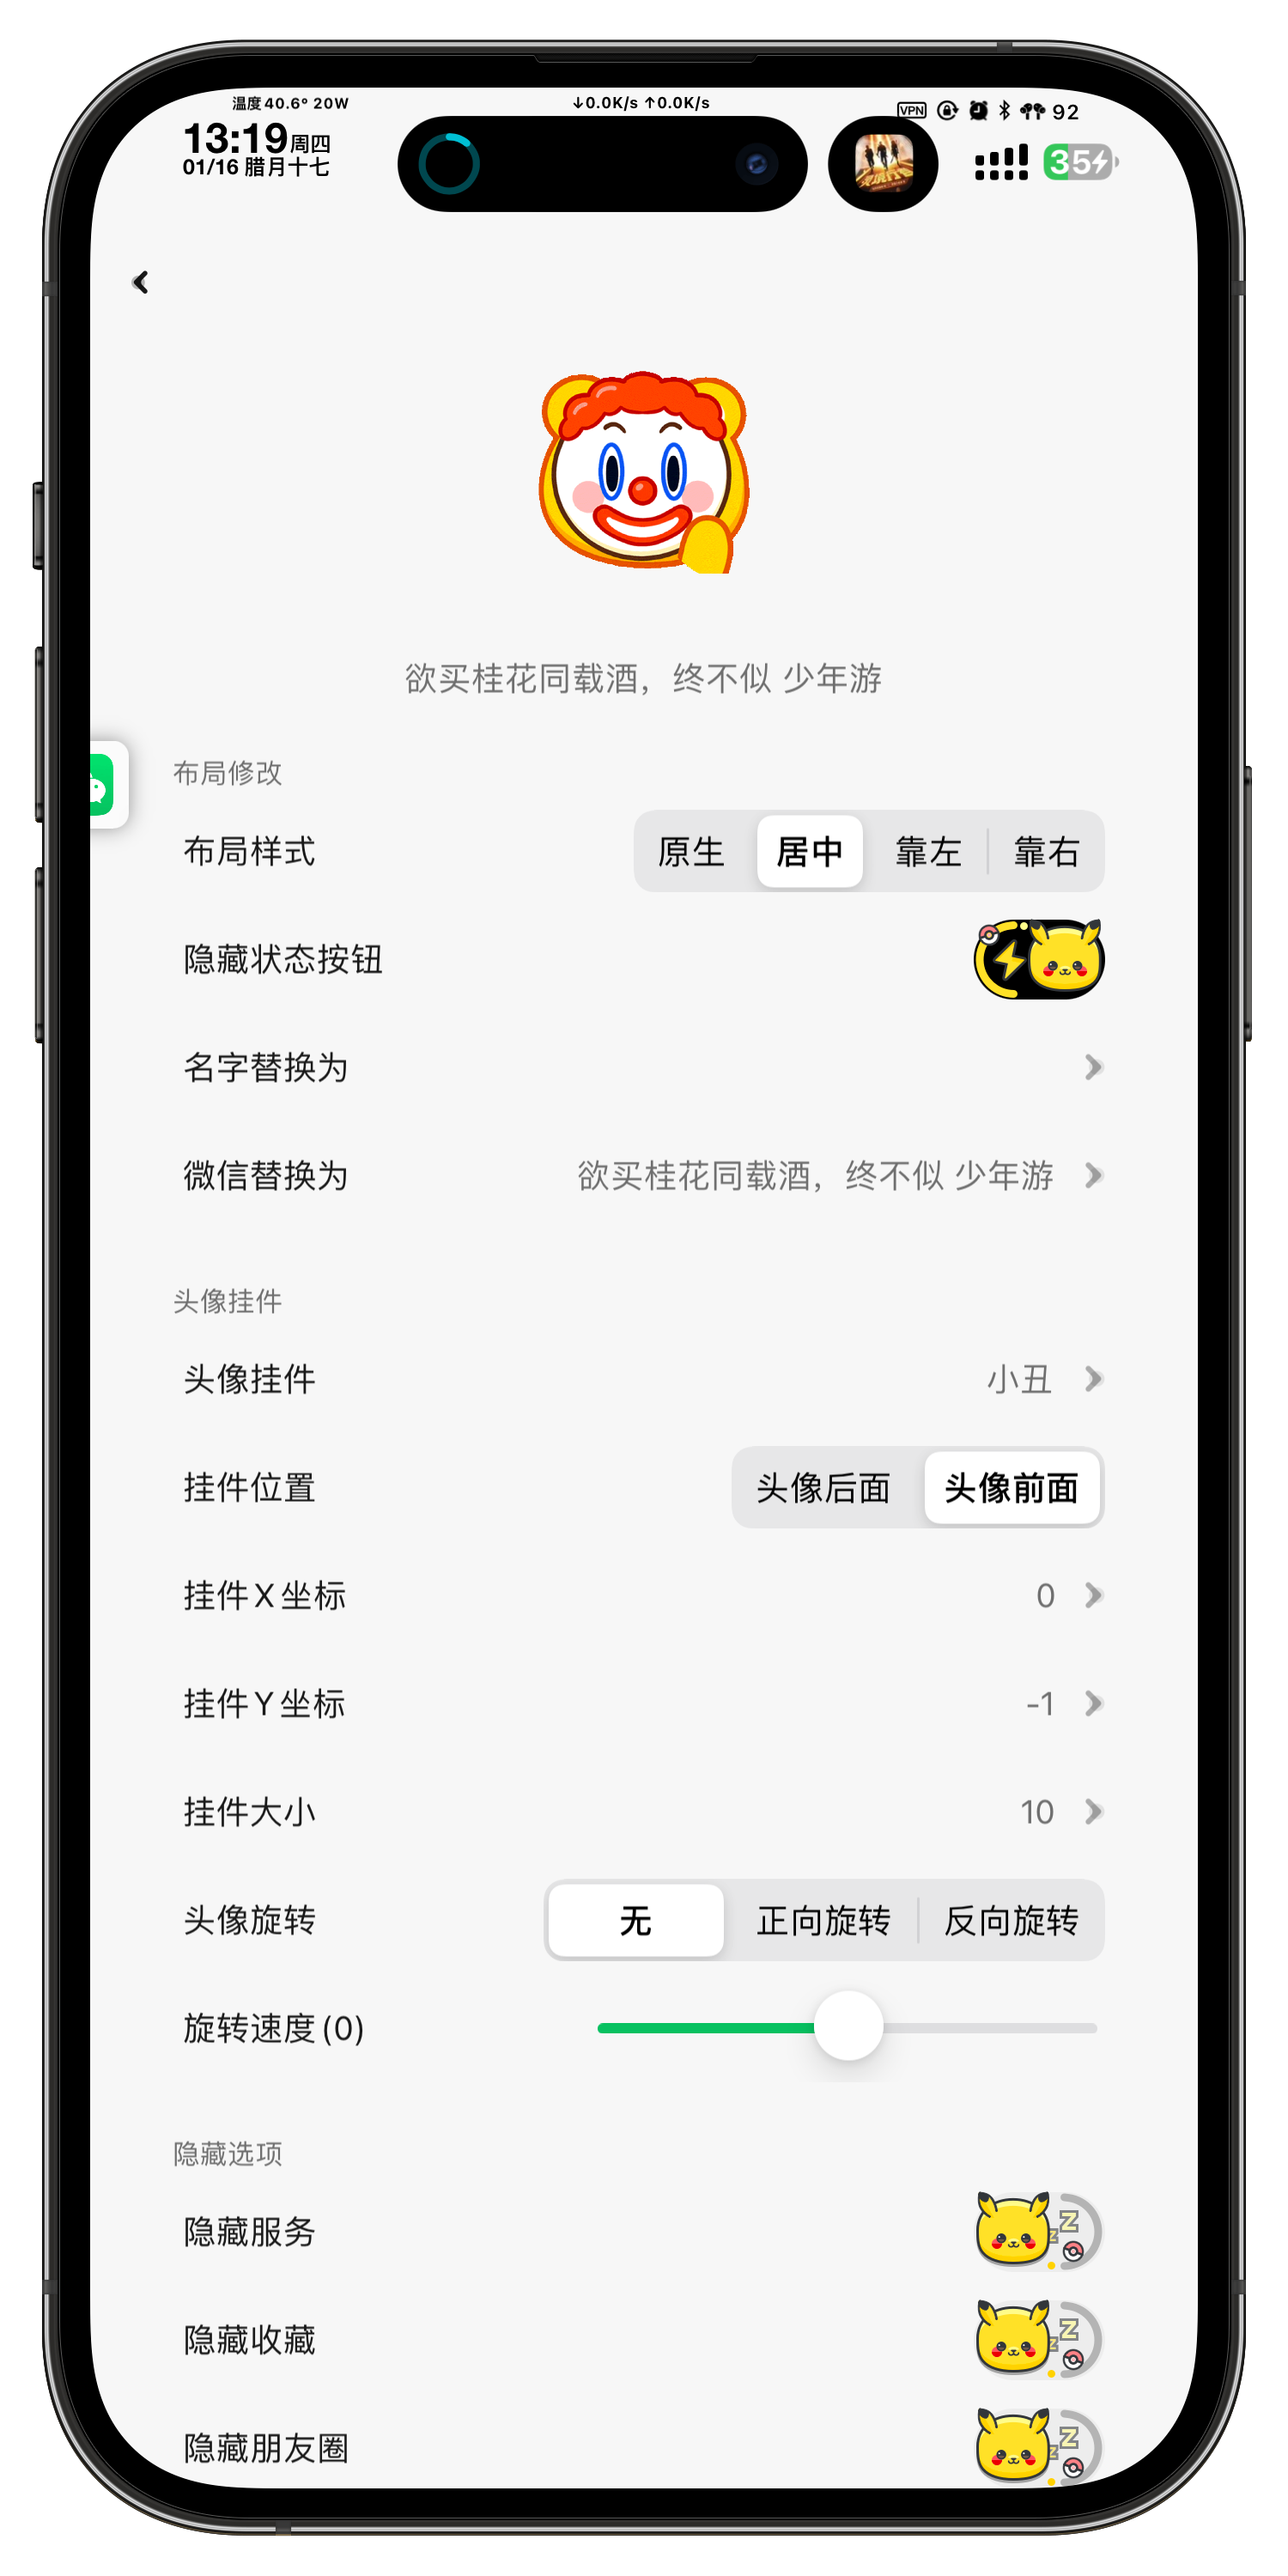 温度40.6° 20W
↓0.0K/s ↑0.0K/s
VPN 92
13:19周四
01/16 腊月十七
35
欲买桂花同载酒，终不似 少年游
布局修改
布局样式 原生 居中 靠左 靠右
隐藏状态按钮
名字替换为
微信替换为 欲买桂花同载酒，终不似 少年游
头像挂件
头像挂件 小丑
挂件位置 头像后面 头像前面
挂件X坐标 0
挂件Y坐标 -1
挂件大小 10
头像旋转 无 正向旋转 反向旋转
旋转速度(0)
隐藏选项
隐藏服务 z Z
隐藏收藏 z Z
隐藏朋友圈 z Z